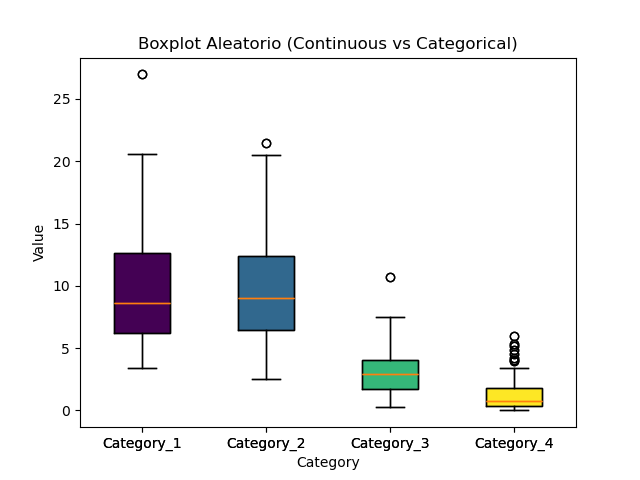 Boxplot Aleatorio (Continuous vs Categorical)
25
20
15
10
5
0
Value
Category_1 Category_2 Category_3 Category_4
Category